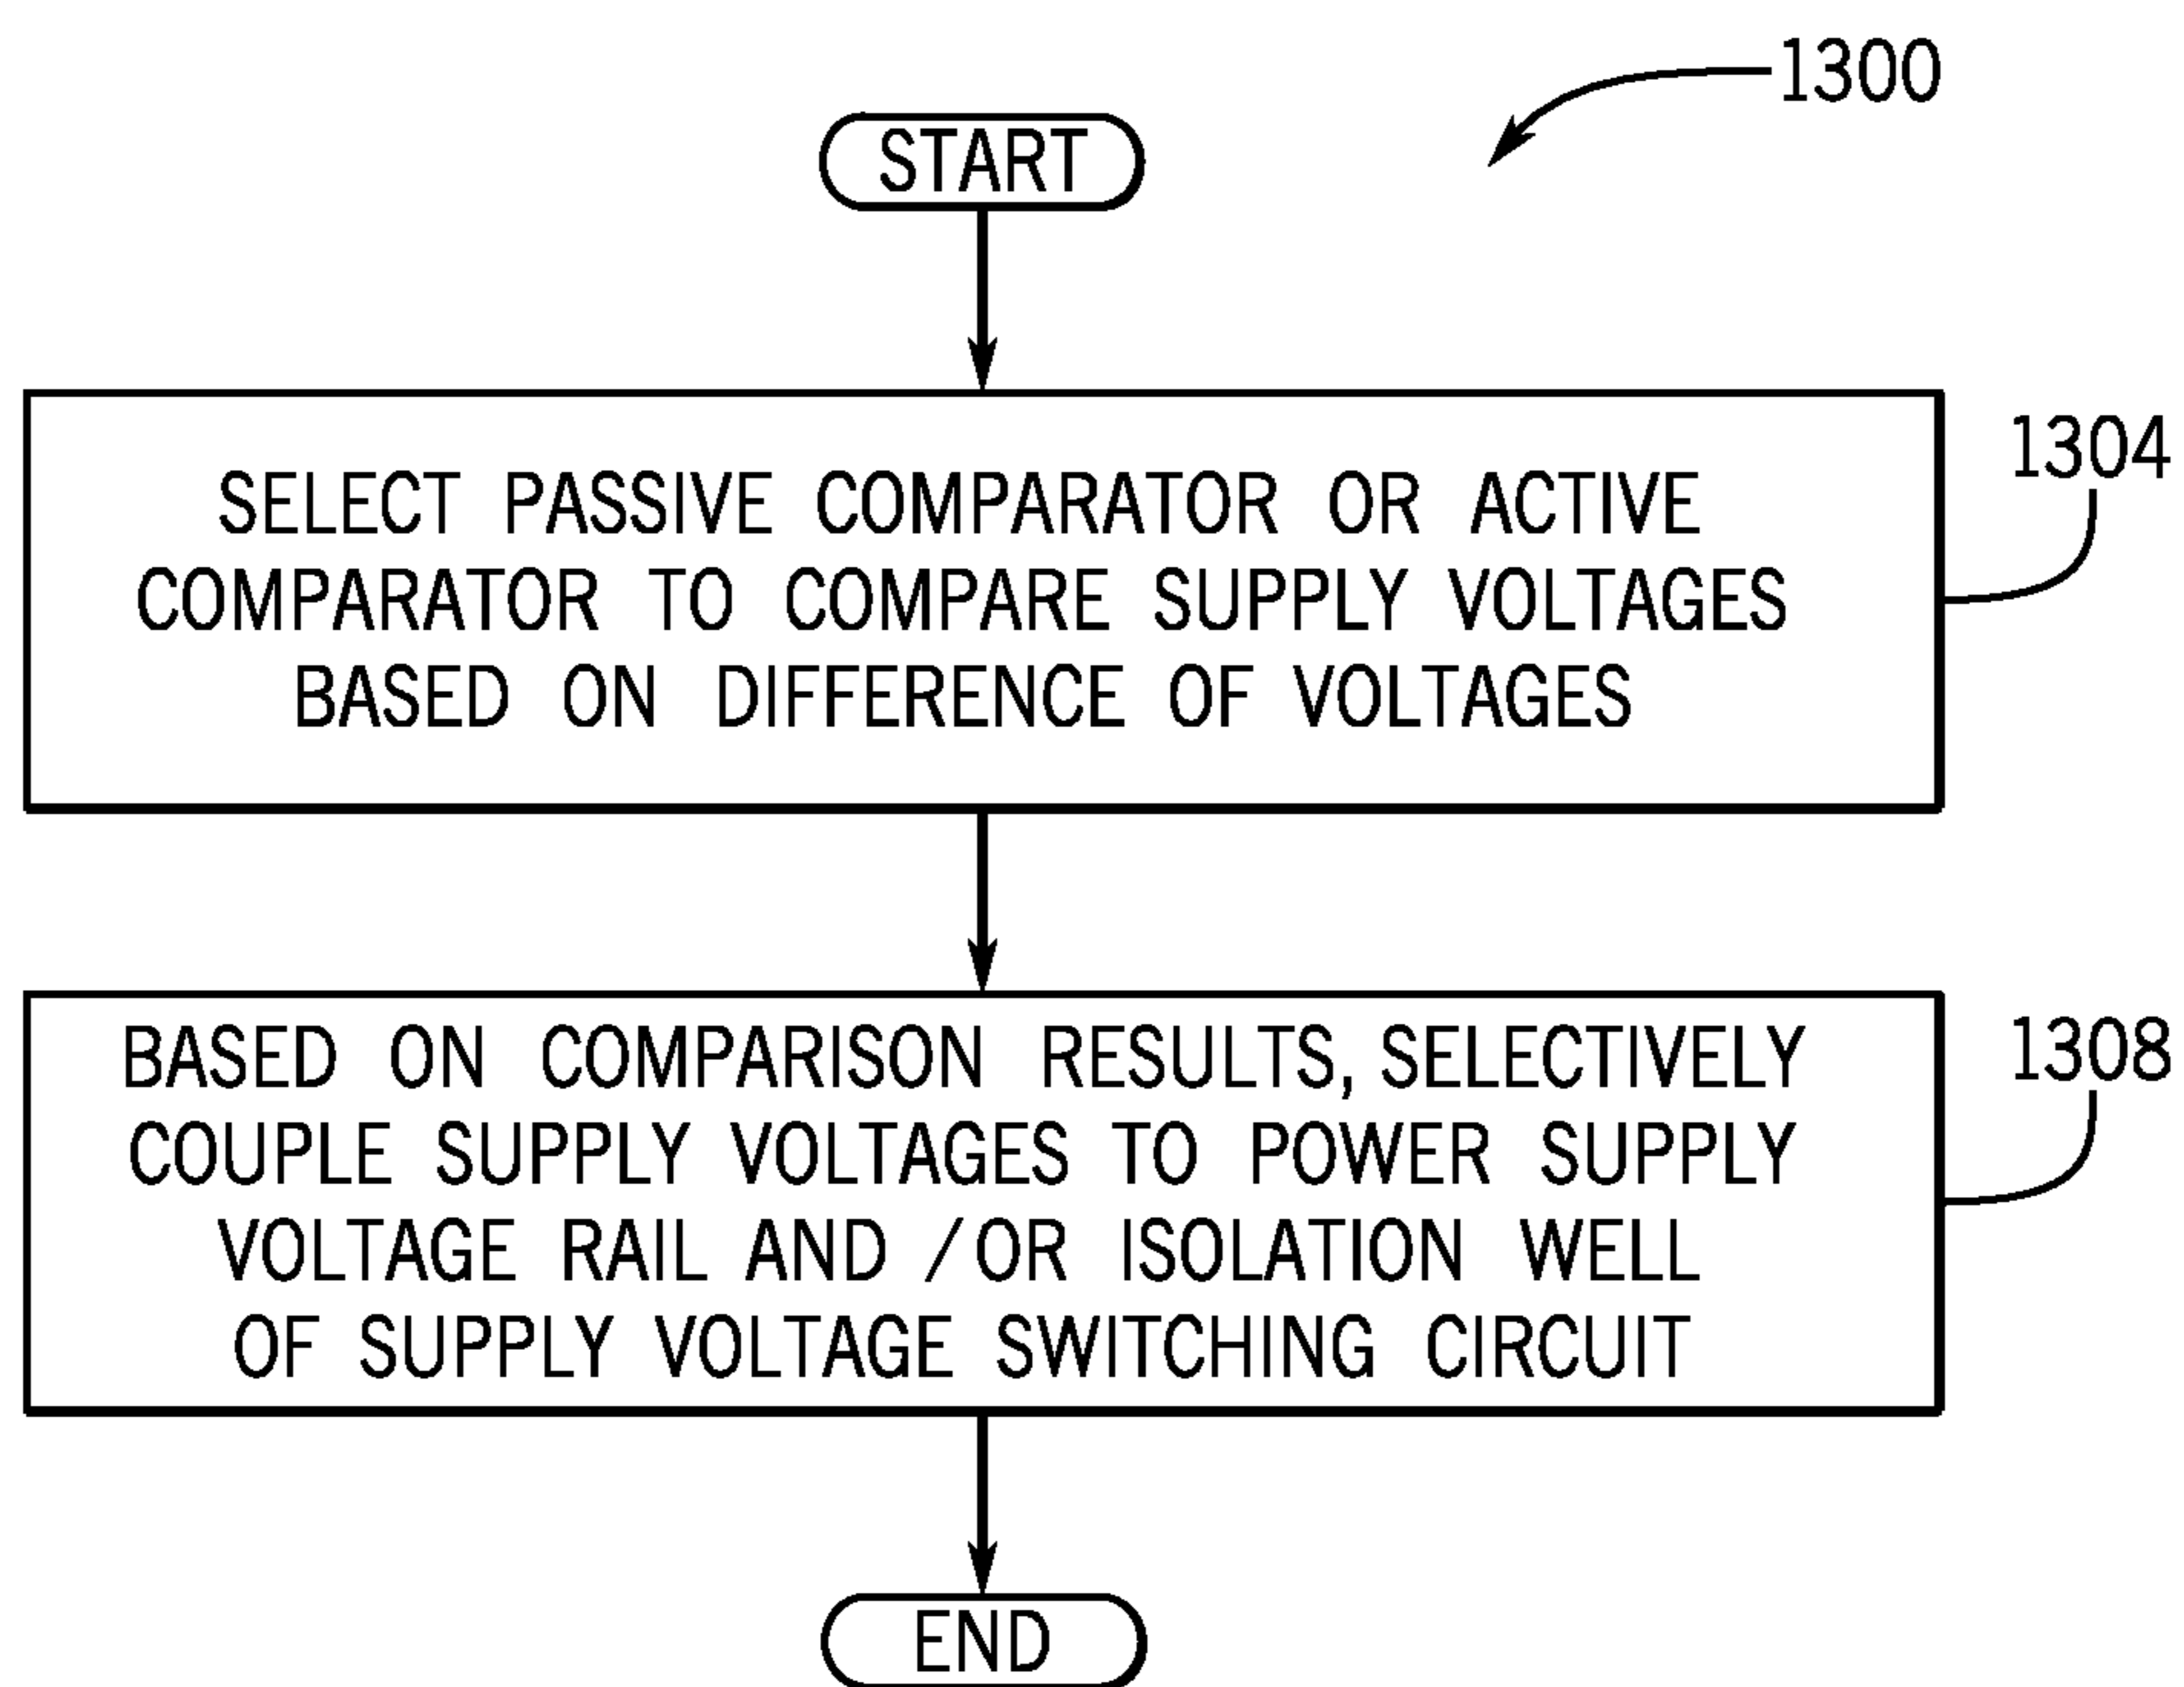 1300
START
1304
SELECT PASSIVE COMPARATOR OR ACTIVE
COMPARATOR TO COMPARE SUPPLY VOLTAGES
BASED ON DIFFERENCE OF VOLTAGES
1308
BASED ON COMPARISON RESULTS, SELECTIVELY
COUPLE SUPPLY VOLTAGES TO POWER SUPPLY
VOLTAGE RAIL AND /OR ISOLATION WELL
OF SUPPLY VOLTAGE SWITCHING CIRCUIT
END